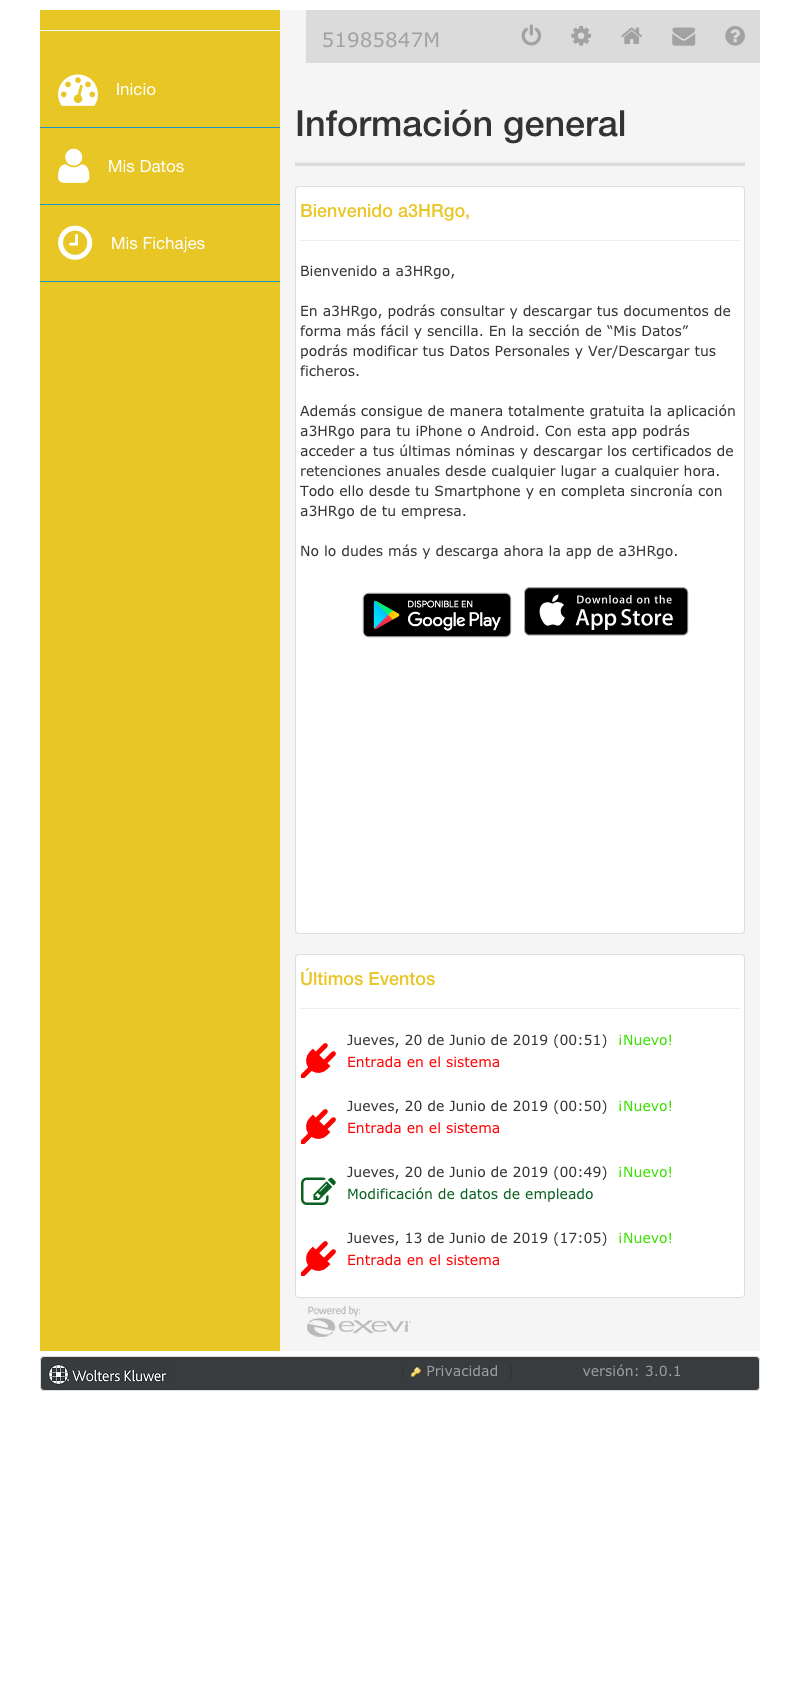 51985847M
Inicio
Mis Datos
Mis Fichajes
Información general
Bienvenido a3HRgo,
Bienvenido a a3HRgo,
En a3HRgo, podrás consultar y descargar tus documentos de
forma más fácil y sencilla. En la sección de “Mis Datos”
podrás modificar tus Datos Personales y Ver/Descargar tus
ficheros.
Además consigue de manera totalmente gratuita la aplicación
a3HRgo para tu iPhone o Android. Con esta app podrás
acceder a tus últimas nóminas y descargar los certificados de
retenciones anuales desde cualquier lugar a cualquier hora.
Todo ello desde tu Smartphone y en completa sincronía con
a3HRgo de tu empresa.
No lo dudes más y descarga ahora la app de a3HRgo.
DISPONIBLE EN
Google Play
Download on the
App Store
Últimos Eventos
Jueves, 20 de Junio de 2019 (00:51) ¡Nuevo!
Entrada en el sistema
Jueves, 20 de Junio de 2019 (00:50) ¡Nuevo!
Entrada en el sistema
Jueves, 20 de Junio de 2019 (00:49) ¡Nuevo!
Modificación de datos de empleado
Jueves, 13 de Junio de 2019 (17:05) ¡Nuevo!
Entrada en el sistema
Powered by:
exevi
Wolters Kluwer
| Privacidad |
versión: 3.0.1